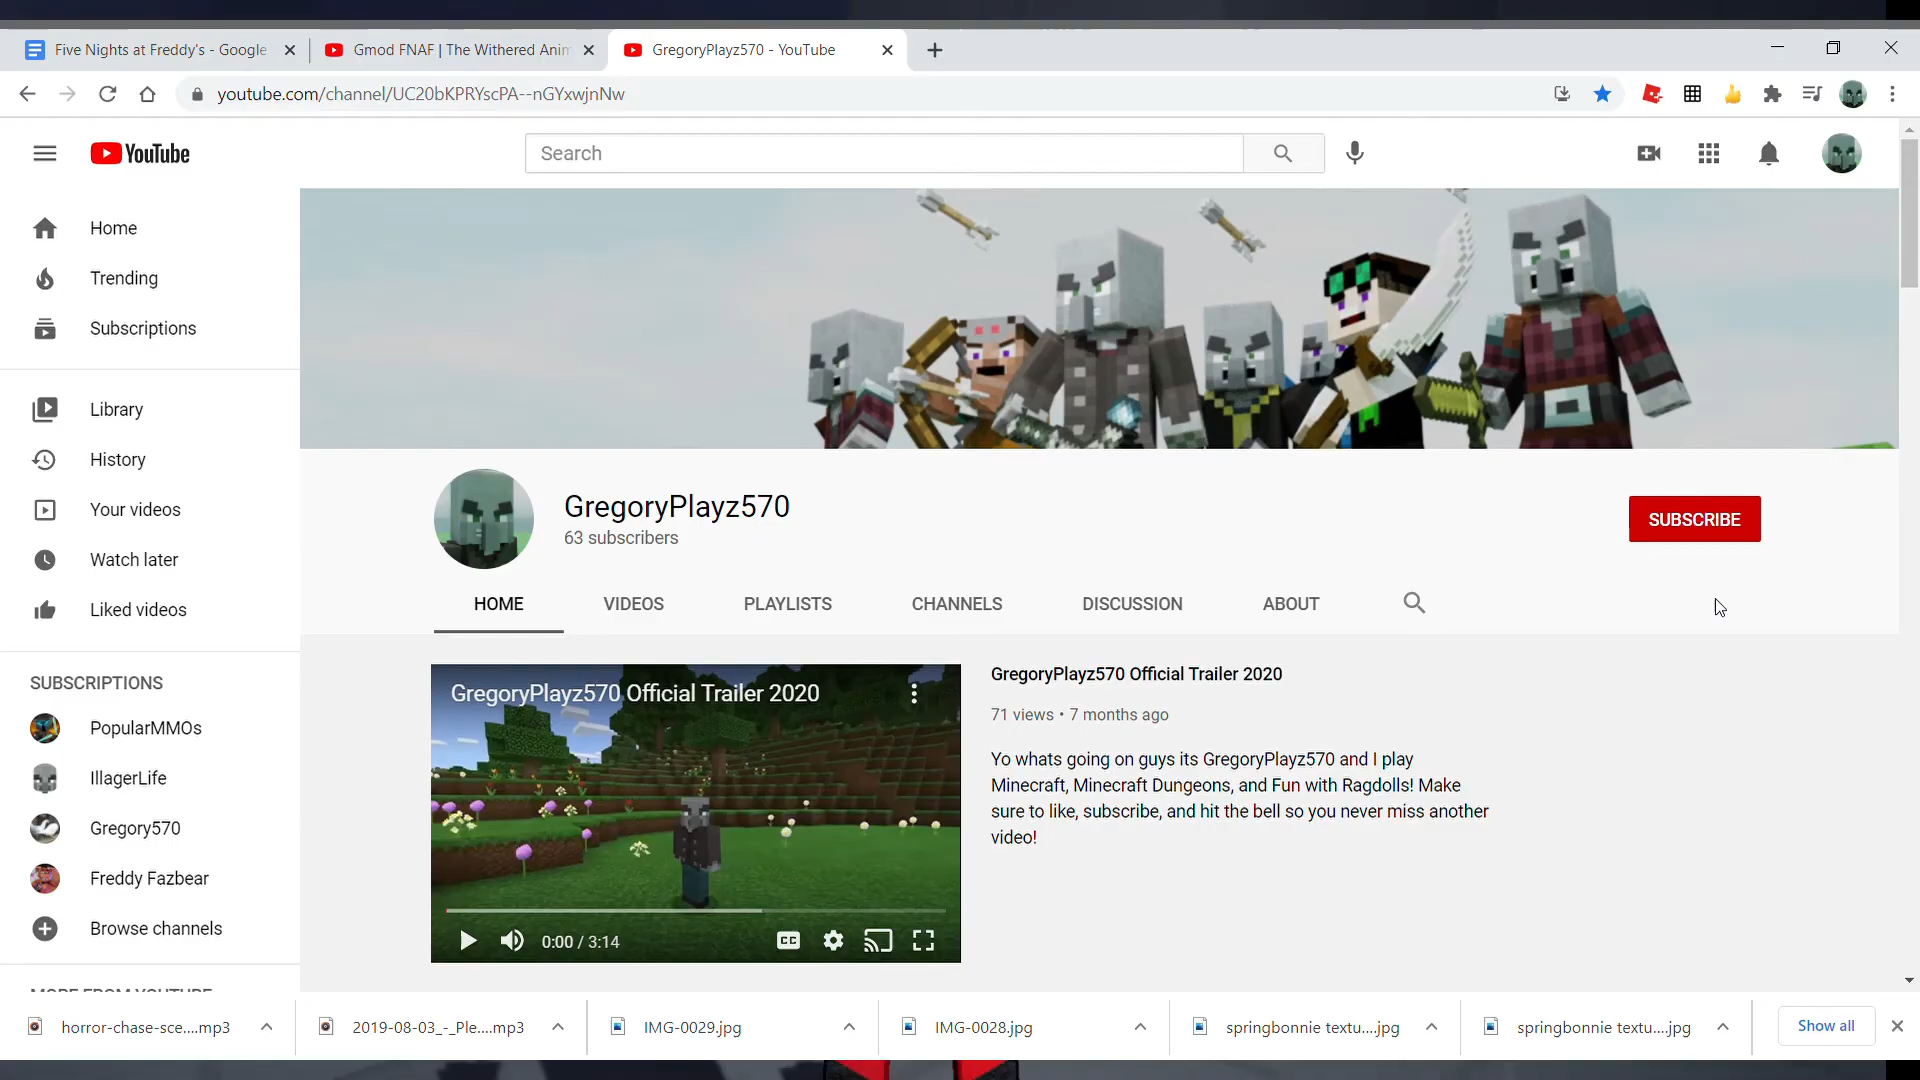 Five Nights at Freddy's - Google
Gmod FNAF | The Withered Anim
GregoryPlayz570 - YouTube
youtube.com/channel/UC20bKPRYscPA--nGYxwjnNw
YouTube
Search
Home
Trending
Subscriptions
Library
History
Your videos
Watch later
Liked videos
SUBSCRIPTIONS
PopularMMOs
IllagerLife
Gregory570
Freddy Fazbear
Browse channels
MORE FROM YOUTUBE
GregoryPlayz570
63 subscribers
SUBSCRIBE
HOME
VIDEOS
PLAYLISTS
CHANNELS
DISCUSSION
ABOUT
GregoryPlayz570 Official Trailer 2020
0:00 / 3:14
CC
GregoryPlayz570 Official Trailer 2020
71 views • 7 months ago
Yo whats going on guys its GregoryPlayz570 and I play
Minecraft, Minecraft Dungeons, and Fun with Ragdolls! Make
sure to like, subscribe, and hit the bell so you never miss another
video!
horror-chase-sce....mp3
2019-08-03_-_Ple....mp3
IMG-0029.jpg
IMG-0028.jpg
springbonnie textu....jpg
springbonnie textu....jpg
Show all